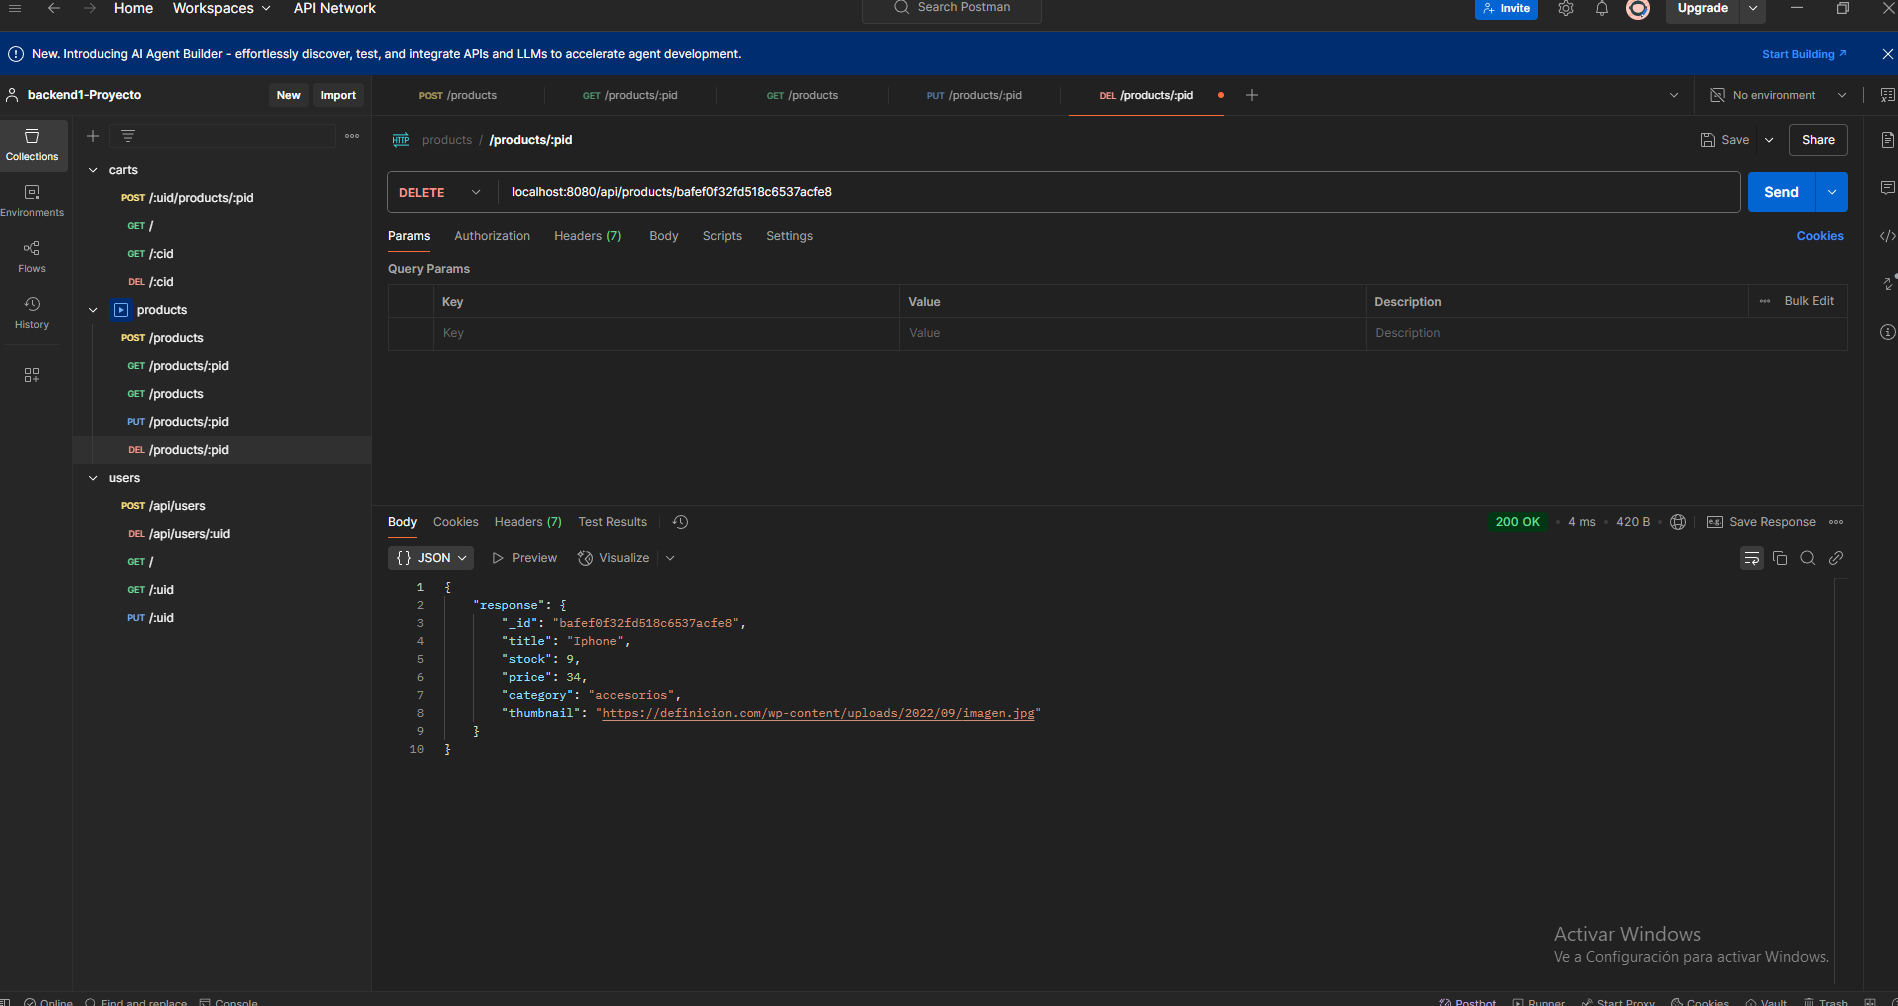 Home Workspaces API Network Search Postman Invite Upgrade
New. Introducing AI Agent Builder - effortlessly discover, test, and integrate APIs and LLMs to accelerate agent development. Start Building
backend1-Proyecto New Import POST /products GET /products/:pid GET /products PUT /products/:pid DEL /products/:pid No environment
Collections
Environments
Flows
History
carts
POST /:uid/products/:pid
GET /
GET /:cid
DEL /:cid
products
POST /products
GET /products/:pid
GET /products
PUT /products/:pid
DEL /products/:pid
users
POST /api/users
DEL /api/users/:uid
GET /
GET /:uid
PUT /:uid
HTTP products / /products/:pid Save Share
DELETE localhost:8080/api/products/bafef0f32fd518c6537acfe8 Send
Params Authorization Headers (7) Body Scripts Settings Cookies
Query Params
Key Value Description Bulk Edit
Key Value Description
Body Cookies Headers (7) Test Results 200 OK 4 ms 420 B e.g. Save Response
{} JSON Preview Visualize
1 {
2 "response": {
3 "_id": "bafef0f32fd518c6537acfe8",
4 "title": "Iphone",
5 "stock": 9,
6 "price": 34,
7 "category": "accesorios",
8 "thumbnail": "https://definicion.com/wp-content/uploads/2022/09/imagen.jpg"
9 }
10 }
Activar Windows
Ve a Configuración para activar Windows.
Online Find and replace Console Postbot Runner Start Proxy Cookies Vault Trash